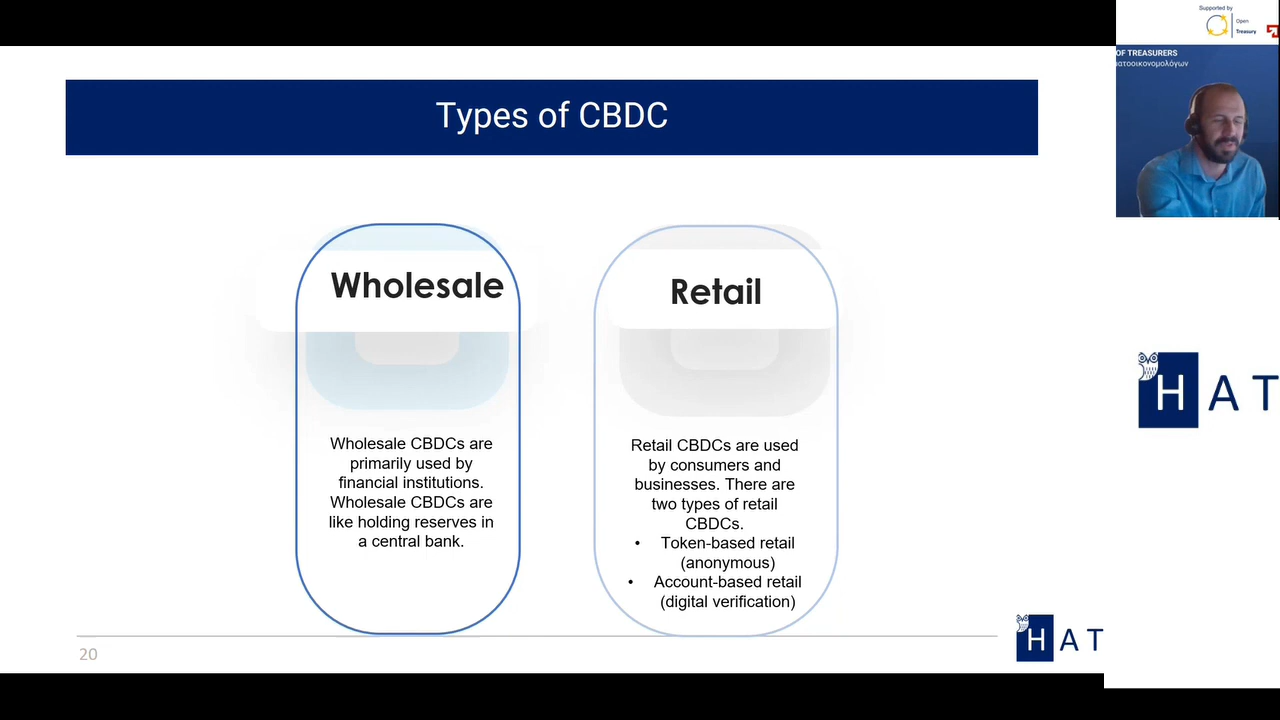 Supported by
Open
Treasury
OF TREASURERS
ματοοικονομολόγων
Types of CBDC
Wholesale
Wholesale CBDCs are
primarily used by
financial institutions.
Wholesale CBDCs are
like holding reserves in
a central bank.
Retail
Retail CBDCs are used
by consumers and
businesses. There are
two types of retail
CBDCs.
• Token-based retail
(anonymous)
• Account-based retail
(digital verification)
HAT
20
HAT